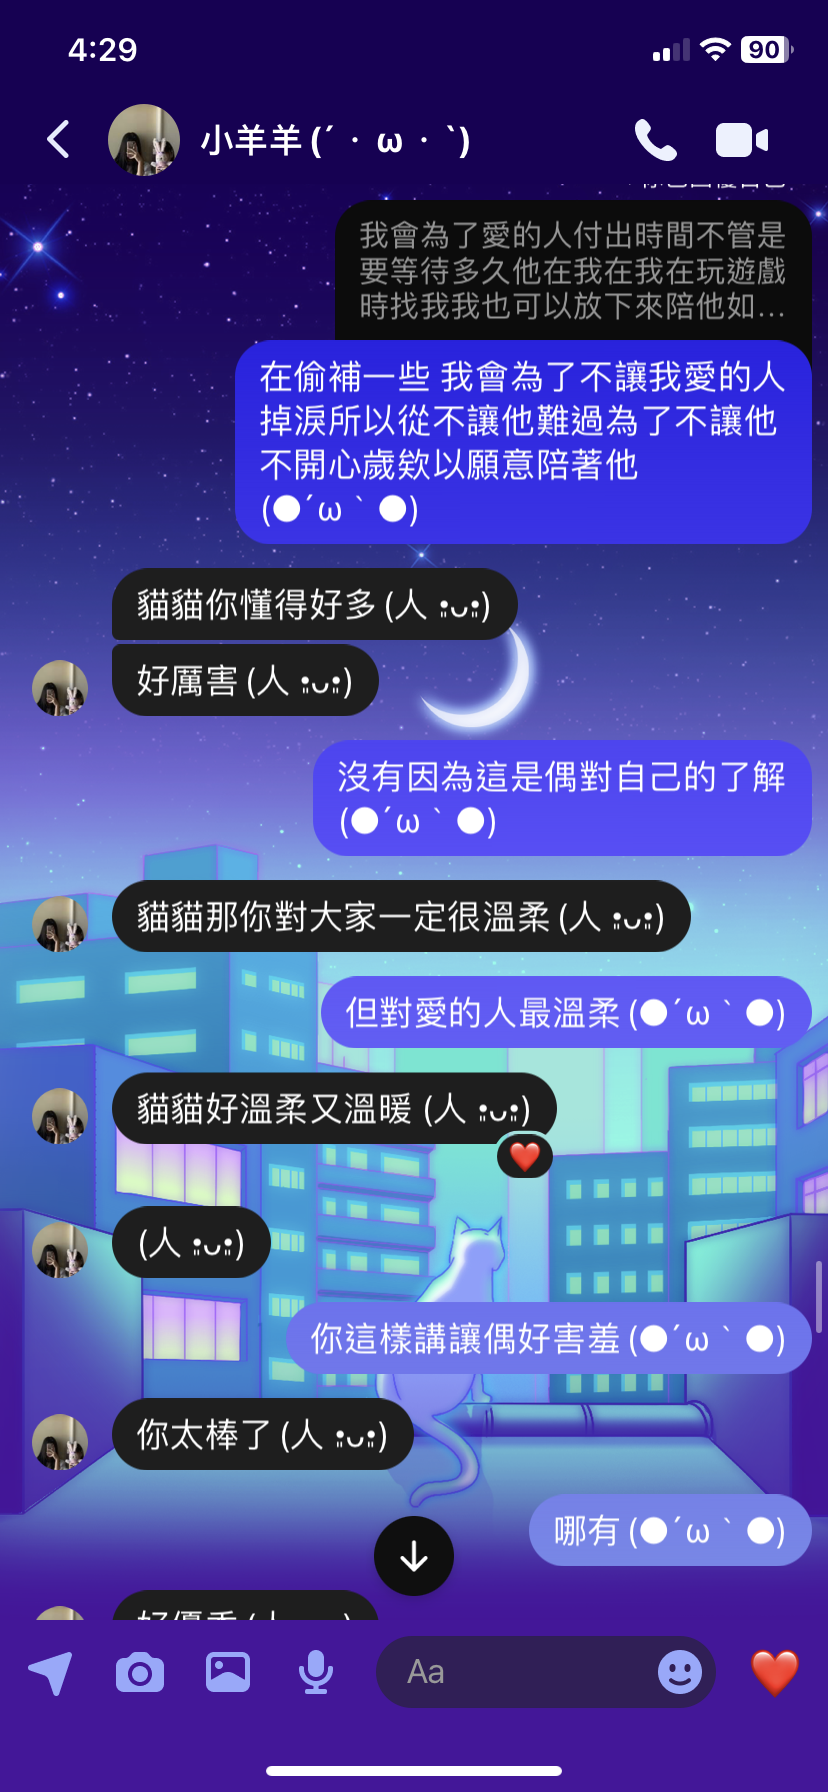 4:29
90
小羊羊 (´・ω・`)
我會為了愛的人付出時間不管是
要等待多久他在我在我在玩遊戲
時找我我也可以放下來陪他如...
在偷補一些 我會為了不讓我愛的人
掉淚所以從不讓他難過為了不讓他
不開心歲欸以願意陪著他
(●´ω｀●)
貓貓你懂得好多 (人 •͈ᴗ•͈)
好厲害 (人 •͈ᴗ•͈)
沒有因為這是偶對自己的了解
(●´ω｀●)
貓貓那你對大家一定很溫柔 (人 •͈ᴗ•͈)
但對愛的人最溫柔 (●´ω｀●)
貓貓好溫柔又溫暖 (人 •͈ᴗ•͈)
(人 •͈ᴗ•͈)
你這樣講讓偶好害羞 (●´ω｀●)
你太棒了 (人 •͈ᴗ•͈)
哪有 (●´ω｀●)
Aa